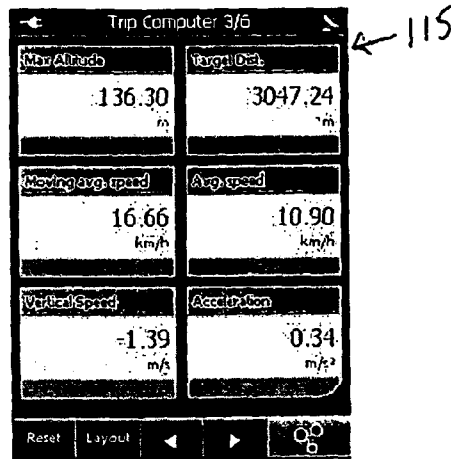 Trip Computer 3/6
115
Max Altitude
Target Dist.
136.30
3047.24
m
m
Moving avg. speed
Avg. speed
16.66
10.90
km/h
km/h
Vertical Speed
Acceleration
-1.39
0.34
m/s
m/s²
Reset
Layout